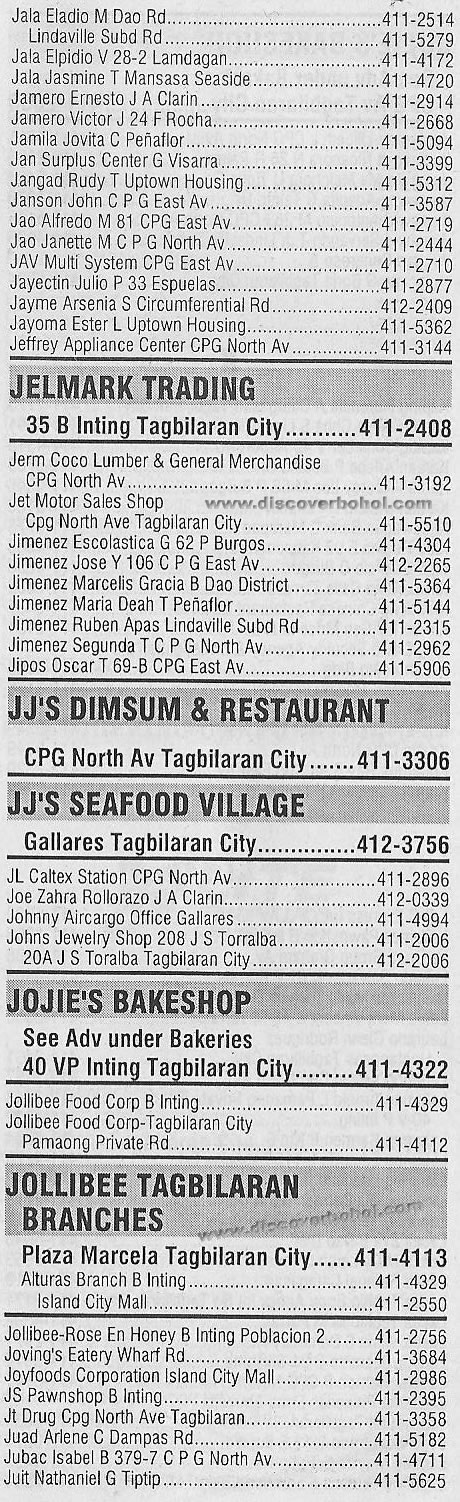 Jala Eladio M Dao Rd 411-2514
Lindaville Subd Rd 411-5279
Jala Elpidio V 28-2 Lamdagan 411-4172
Jala Jasmine T Mansasa Seaside 411-4720
Jamero Ernesto J A Clarin 411-2914
Jamero Victor J 24 F Rocha 411-2668
Jamila Jovita C Peñaflor 411-5094
Jan Surplus Center G Visarra 411-3399
Jangad Rudy T Uptown Housing 411-5312
Janson John C P G East Av 411-3587
Jao Alfredo M 81 CPG East Av 411-2719
Jao Janette M C P G North Av 411-2444
JAV Multi System CPG East Av 411-2710
Jayectin Julio P 33 Espuelas 411-2877
Jayme Arsenia S Circumferential Rd 412-2409
Jayoma Ester L Uptown Housing 411-5362
Jeffrey Appliance Center CPG North Av 411-3144
JELMARK TRADING
35 B Inting Tagbilaran City 411-2408
Jerm Coco Lumber & General Merchandise
CPG North Av 411-3192
Jet Motor Sales Shop www.discoverbohol.com
Cpg North Ave Tagbilaran City 411-5510
Jimenez Escolastica G 62 P Burgos 411-4304
Jimenez Jose Y 106 C P G East Av 412-2265
Jimenez Marcelis Gracia B Dao District 411-5364
Jimenez Maria Deah T Peñaflor 411-5144
Jimenez Ruben Apas Lindaville Subd Rd 411-2315
Jimenez Segunda T C P G North Av 411-2962
Jipos Oscar T 69-B CPG East Av 411-5906
JJ'S DIMSUM & RESTAURANT
CPG North Av Tagbilaran City 411-3306
JJ'S SEAFOOD VILLAGE
Gallares Tagbilaran City 412-3756
JL Caltex Station CPG North Av 411-2896
Joe Zahra Rollorazo J A Clarin 412-0339
Johnny Aircargo Office Gallares 411-4994
Johns Jewelry Shop 208 J S Torralba 411-2006
20A J S Toralba Tagbilaran City 412-2006
JOJIE'S BAKESHOP
See Adv under Bakeries
40 VP Inting Tagbilaran City 411-4322
Jollibee Food Corp B Inting 411-4329
Jollibee Food Corp-Tagbilaran City
Pamaong Private Rd 411-4112
JOLLIBEE TAGBILARAN
BRANCHES www.discoverbohol.com
Plaza Marcela Tagbilaran City 411-4113
Alturas Branch B Inting 411-4329
Island City Mall 411-2550
Jollibee-Rose En Honey B Inting Poblacion 2 411-2756
Joving's Eatery Wharf Rd 411-3684
Joyfoods Corporation Island City Mall 411-2986
JS Pawnshop B Inting 411-2395
Jt Drug Cpg North Ave Tagbilaran 411-3358
Juad Arlene C Dampas Rd 411-5182
Jubac Isabel B 379-7 C P G North Av 411-4711
Juit Nathaniel G Tiptip 411-5625